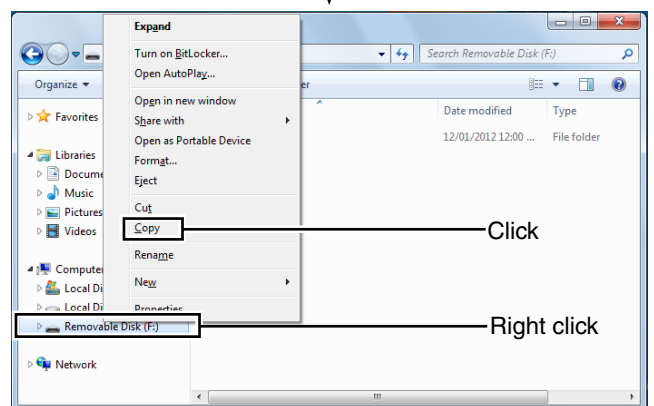 Expand
Turn on BitLocker...
Search Removable Disk (F:)
Open AutoPlay...
Organize
er
Open in new window
Date modified
Type
Favorites
Share with
Open as Portable Device
12/01/2012 12:00 ...
File folder
Libraries
Format...
Docume
Eject
Music
Pictures
Cut
Videos
Copy
Click
Rename
Computer
Local Di
New
Local Di
Properties
Removable Disk (F:)
Right click
Network